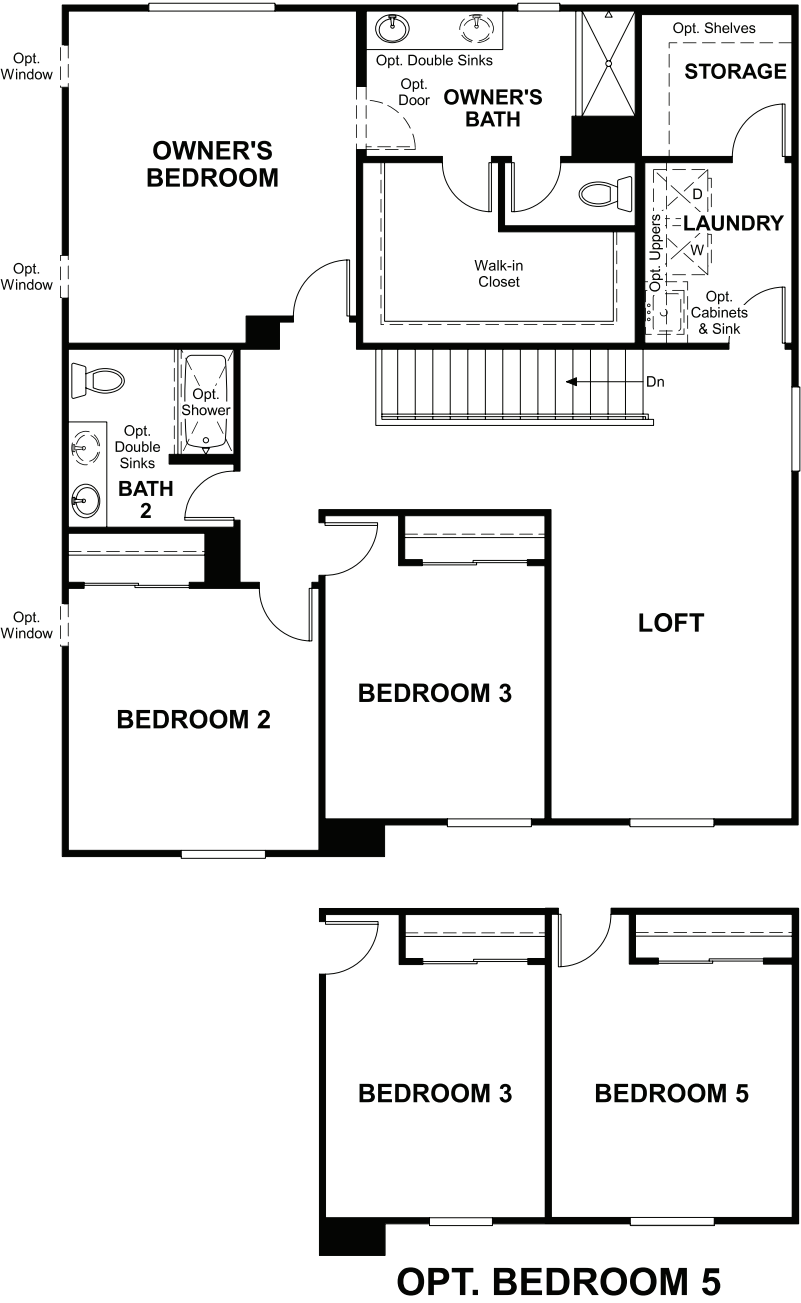 Opt.
Window
OWNER'S
BEDROOM
Opt.
Window
Opt. Double Sinks
Opt.
Door
OWNER'S
BATH
Opt. Shelves
STORAGE
D
LAUNDRY
W
Opt. Uppers
Opt.
Cabinets
& Sink
Walk-in
Closet
Dn
Opt.
Shower
Opt.
Double
Sinks
BATH
2
Opt.
Window
BEDROOM 2
BEDROOM 3
LOFT
BEDROOM 3
BEDROOM 5
OPT. BEDROOM 5